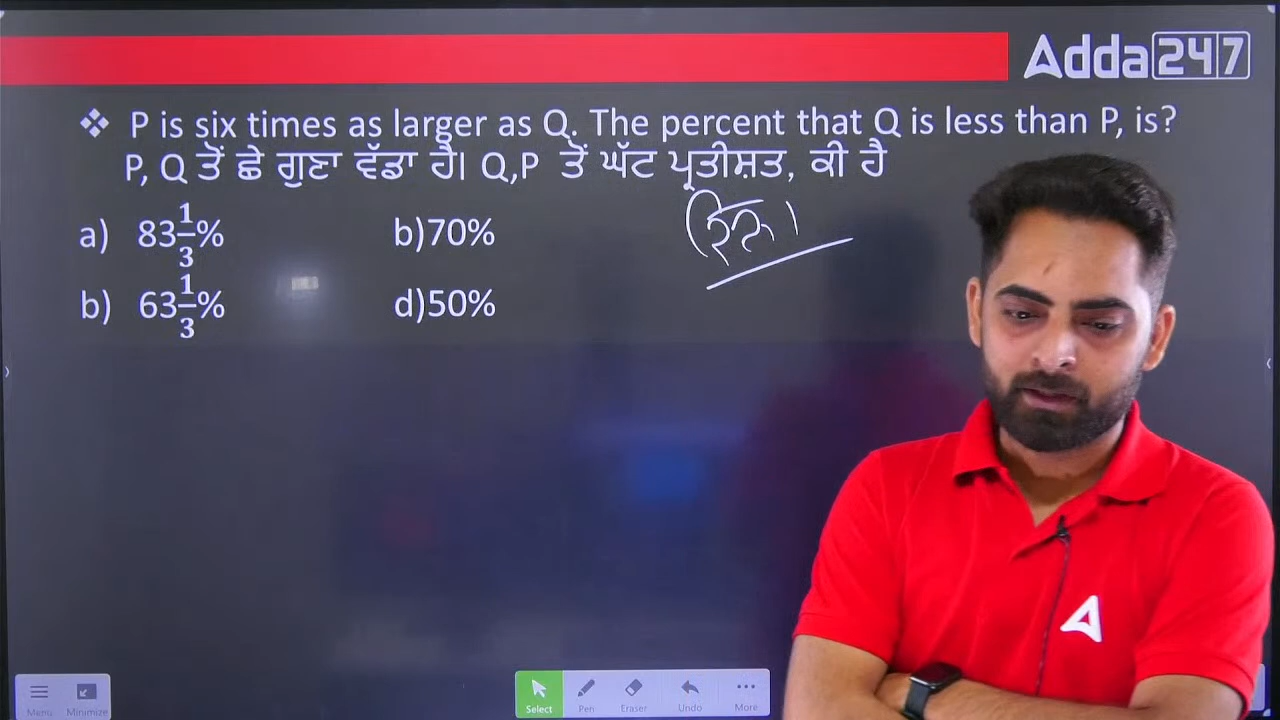 Adda247
❖ P is six times as larger as Q. The percent that Q is less than P, is?
P, Q ਤੋਂ ਛੇ ਗੁਣਾ ਵੱਡਾ ਹੈ। Q,P ਤੋਂ ਘੱਟ ਪ੍ਰਤੀਸ਼ਤ, ਕੀ ਹੈ
a) 83 1/3% b)70%
b) 63 1/3% d)50%
Menu Minimize Select Pen Eraser Undo More